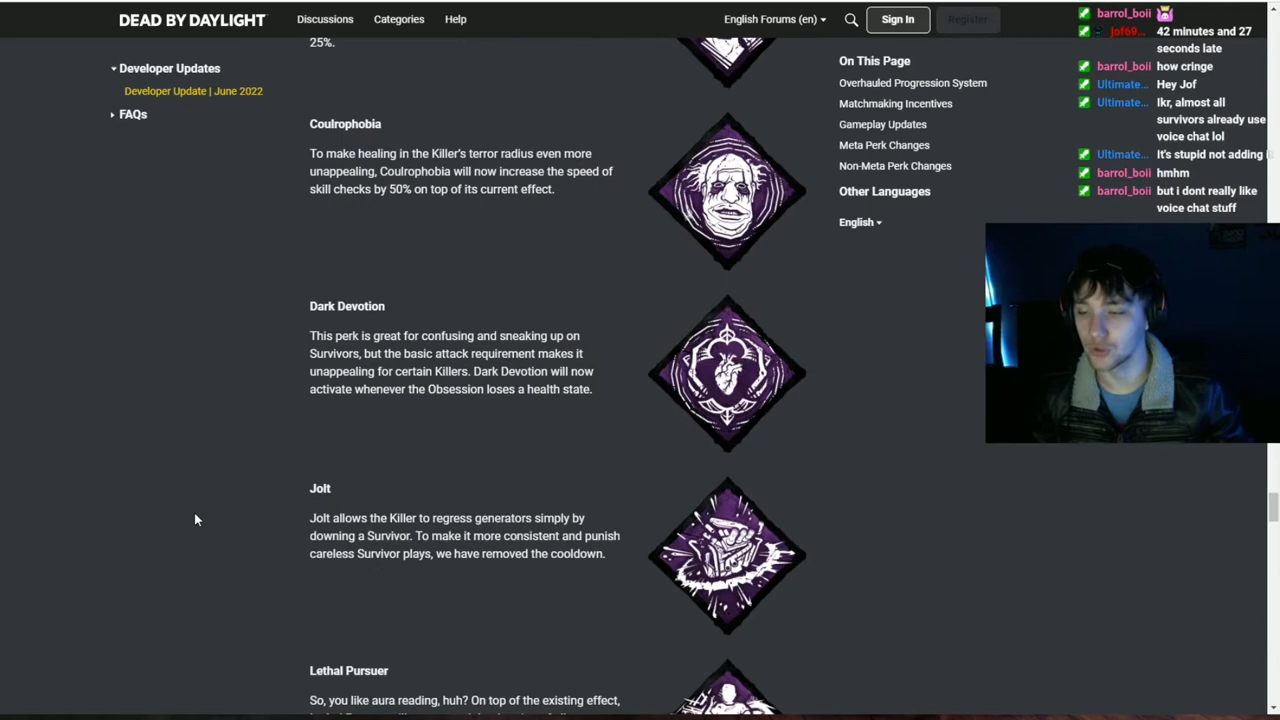 DEAD BY DAYLIGHT
Discussions
Categories
Help
English Forums (en)
Sign In
Register
25%.
Developer Updates
Developer Update | June 2022
FAQs
Coulrophobia
To make healing in the Killer's terror radius even more
unappealing, Coulrophobia will now increase the speed of
skill checks by 50% on top of its current effect.
Dark Devotion
This perk is great for confusing and sneaking up on
Survivors, but the basic attack requirement makes it
unappealing for certain Killers. Dark Devotion will now
activate whenever the Obsession loses a health state.
Jolt
Jolt allows the Killer to regress generators simply by
downing a Survivor. To make it more consistent and punish
careless Survivor plays, we have removed the cooldown.
Lethal Pursuer
So, you like aura reading, huh? On top of the existing effect,
On This Page
Overhauled Progression System
Matchmaking Incentives
Gameplay Updates
Meta Perk Changes
Non-Meta Perk Changes
Other Languages
English
barrol_boii
jof69... 42 minutes and 27
seconds late
barrol_boii how cringe
Ultimate... Hey Jof
Ultimate... Ikr, almost all
survivors already use
voice chat lol
Ultimate... It's stupid not adding
barrol_boii hmhm
barrol_boii but i dont really like
voice chat stuff